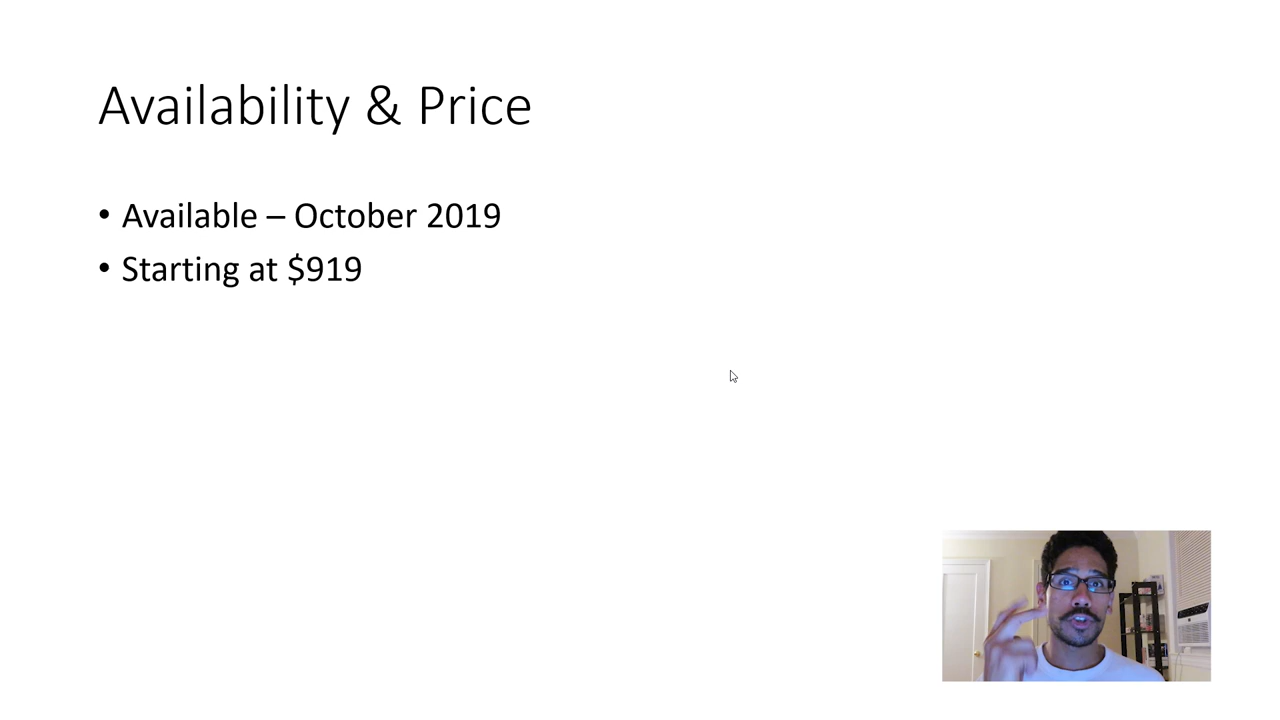 Availability & Price
• Available – October 2019
• Starting at $919